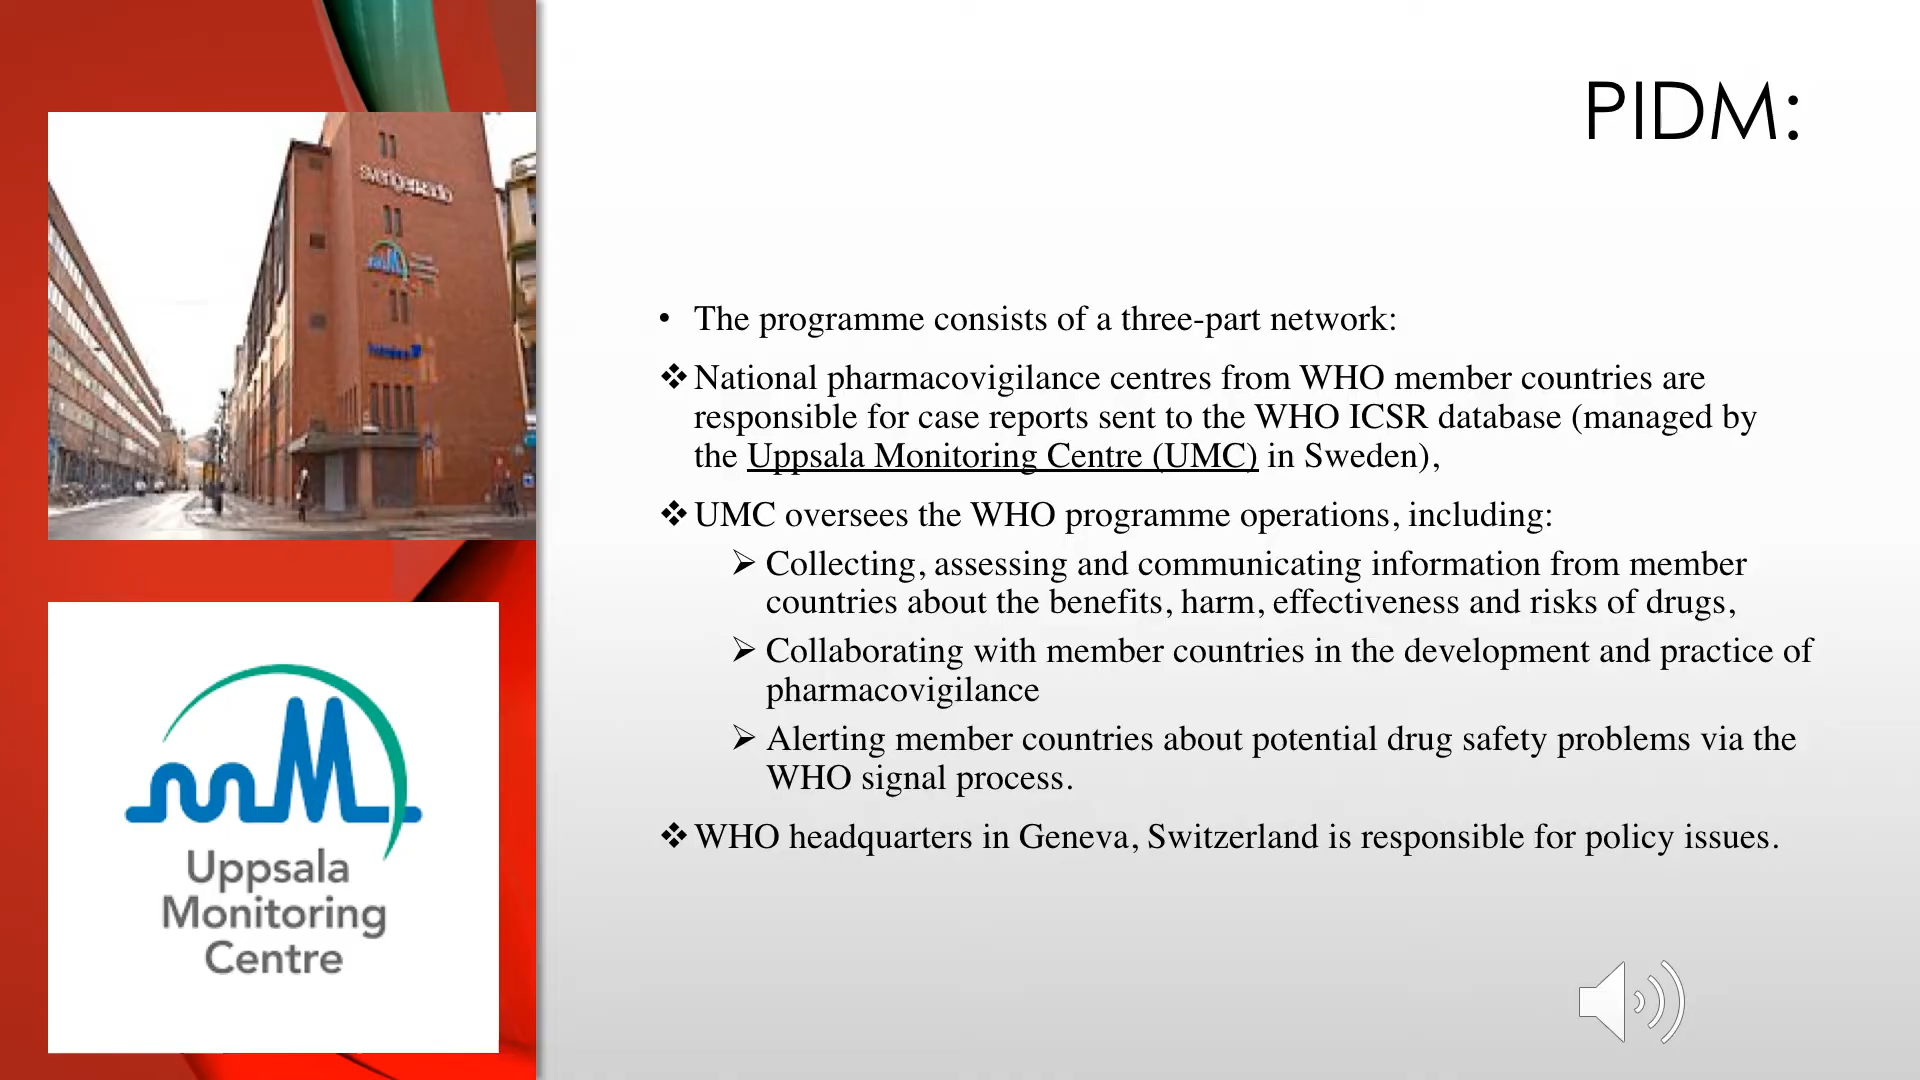 PIDM:
• The programme consists of a three-part network:
❖ National pharmacovigilance centres from WHO member countries are
responsible for case reports sent to the WHO ICSR database (managed by
the Uppsala Monitoring Centre (UMC) in Sweden),
❖ UMC oversees the WHO programme operations, including:
➢ Collecting, assessing and communicating information from member
countries about the benefits, harm, effectiveness and risks of drugs,
➢ Collaborating with member countries in the development and practice of
pharmacovigilance
➢ Alerting member countries about potential drug safety problems via the
WHO signal process.
❖ WHO headquarters in Geneva, Switzerland is responsible for policy issues.
Uppsala
Monitoring
Centre